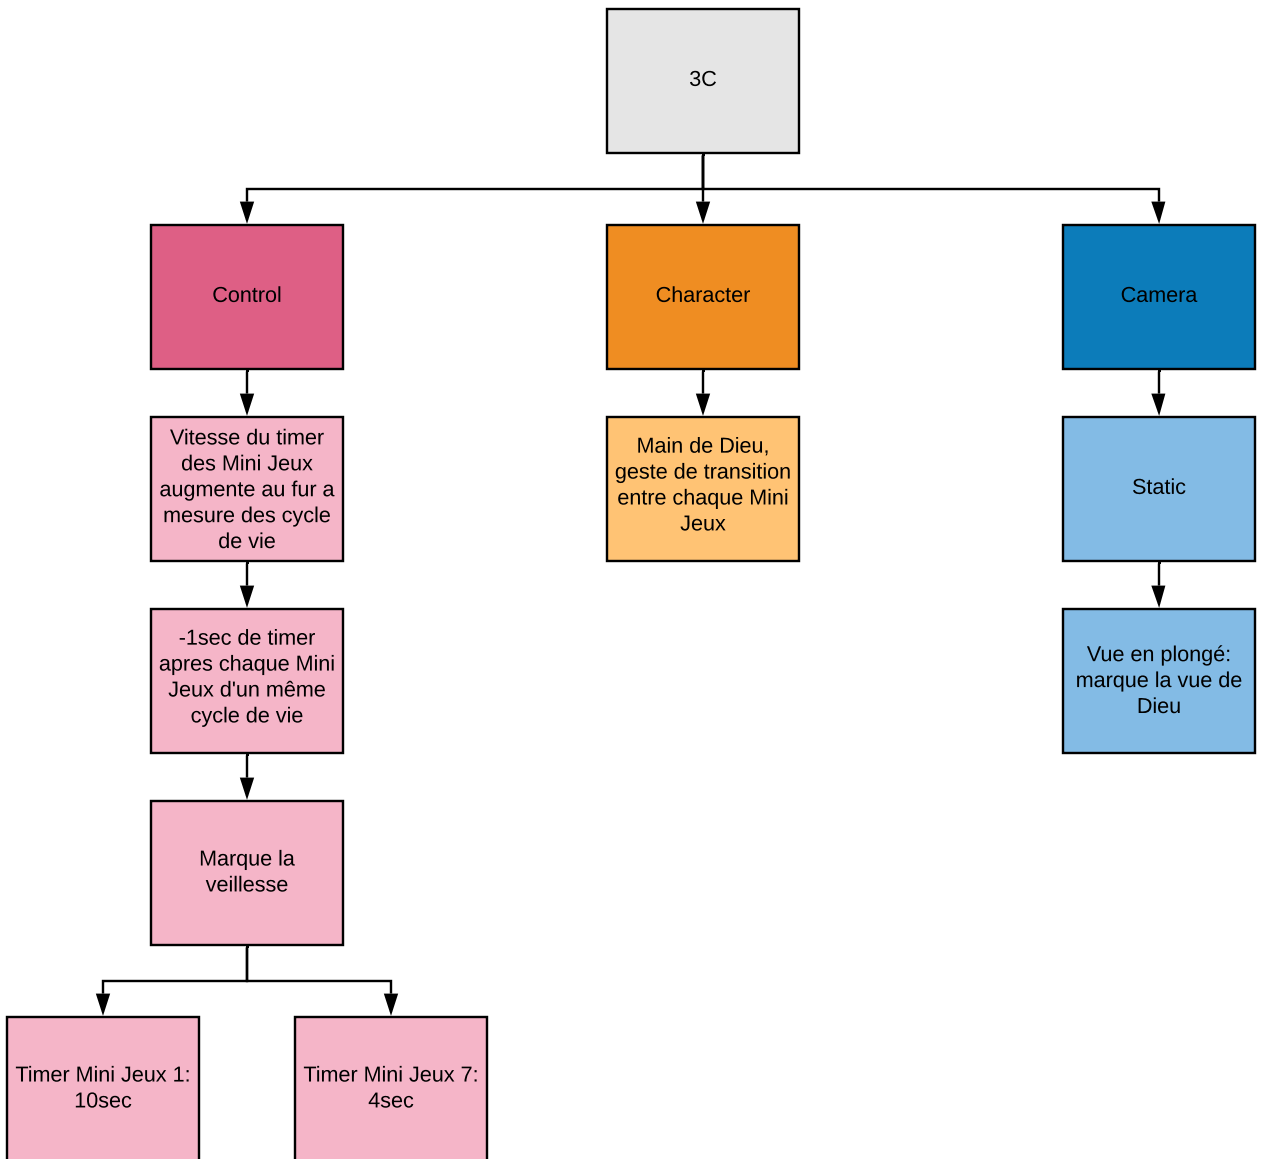 3C
Control
Character
Camera
Vitesse du timer
des Mini Jeux
augmente au fur a
mesure des cycle
de vie
Main de Dieu,
geste de transition
entre chaque Mini
Jeux
Static
-1sec de timer
apres chaque Mini
Jeux d'un même
cycle de vie
Vue en plongé:
marque la vue de
Dieu
Marque la
veillesse
Timer Mini Jeux 1:
10sec
Timer Mini Jeux 7:
4sec